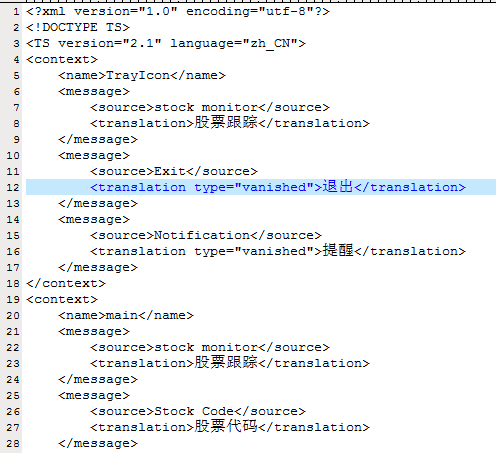 1 <?xml version="1.0" encoding="utf-8"?>
2 <!DOCTYPE TS>
3 <TS version="2.1" language="zh_CN">
4 <context>
5 <name>TrayIcon</name>
6 <message>
7 <source>stock monitor</source>
8 <translation>股票跟踪</translation>
9 </message>
10 <message>
11 <source>Exit</source>
12 <translation type="vanished">退出</translation>
13 </message>
14 <message>
15 <source>Notification</source>
16 <translation type="vanished">提醒</translation>
17 </message>
18 </context>
19 <context>
20 <name>main</name>
21 <message>
22 <source>stock monitor</source>
23 <translation>股票跟踪</translation>
24 </message>
25 <message>
26 <source>Stock Code</source>
27 <translation>股票代码</translation>
28 </message>